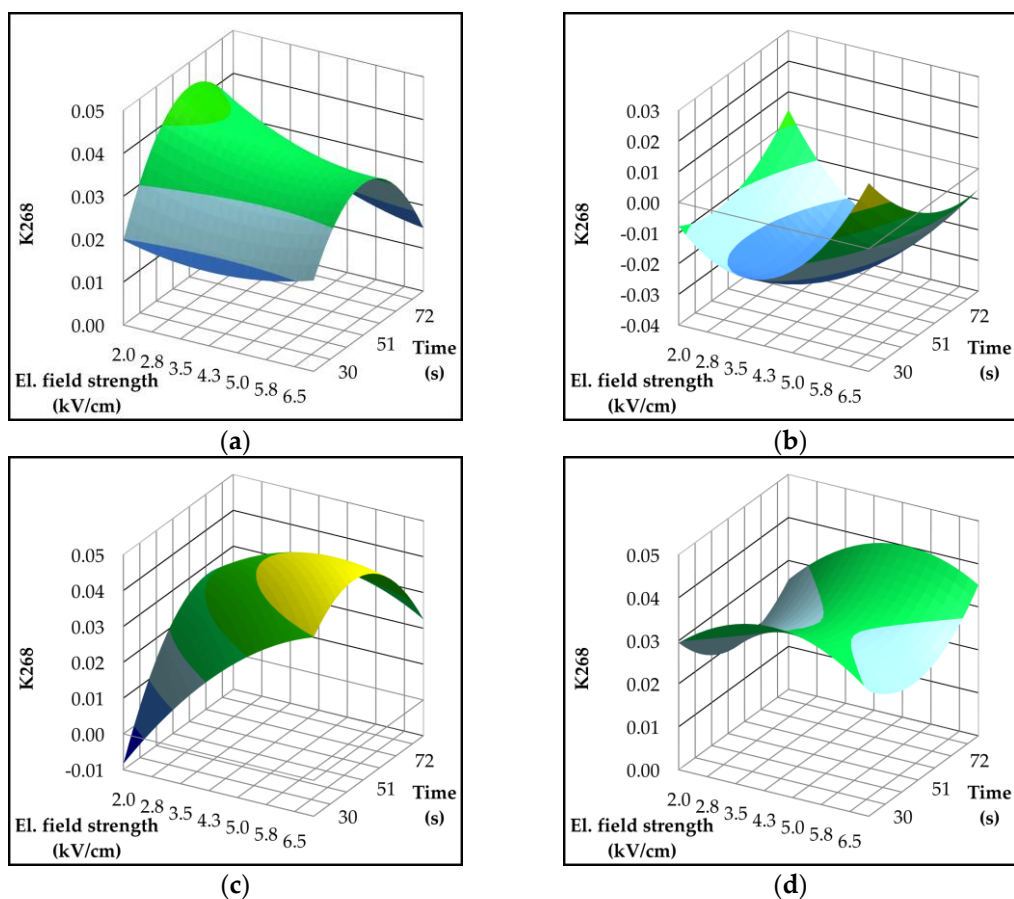 0.05
0.04
0.03
0.02
0.01
0.00
K268
2.0 2.8 3.5 4.3 5.0 5.8 6.5
El. field strength
(kV/cm)
30 51 72
Time
(s)
(a)
0.03
0.02
0.01
0.00
-0.01
-0.02
-0.03
-0.04
K268
2.0 2.8 3.5 4.3 5.0 5.8 6.5
El. field strength
(kV/cm)
30 51 72
Time
(s)
(b)
0.05
0.04
0.03
0.02
0.01
0.00
-0.01
K268
2.0 2.8 3.5 4.3 5.0 5.8 6.5
El. field strength
(kV/cm)
30 51 72
Time
(s)
(c)
0.05
0.04
0.03
0.02
0.01
0.00
K268
2.0 2.8 3.5 4.3 5.0 5.8 6.5
El. field strength
(kV/cm)
30 51 72
Time
(s)
(d)